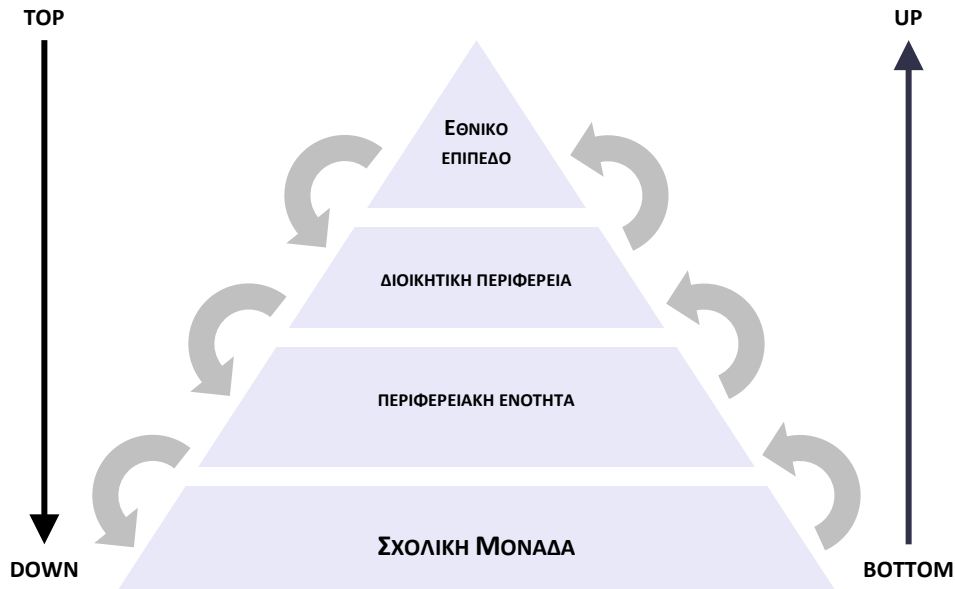 TOP
UP
ΕΘΝΙΚΟ
ΕΠΙΠΕΔΟ
ΔΙΟΙΚΗΤΙΚΗ ΠΕΡΙΦΕΡΕΙΑ
ΠΕΡΙΦΕΡΕΙΑΚΗ ΕΝΟΤΗΤΑ
ΣΧΟΛΙΚΗ ΜΟΝΑΔΑ
DOWN
BOTTOM